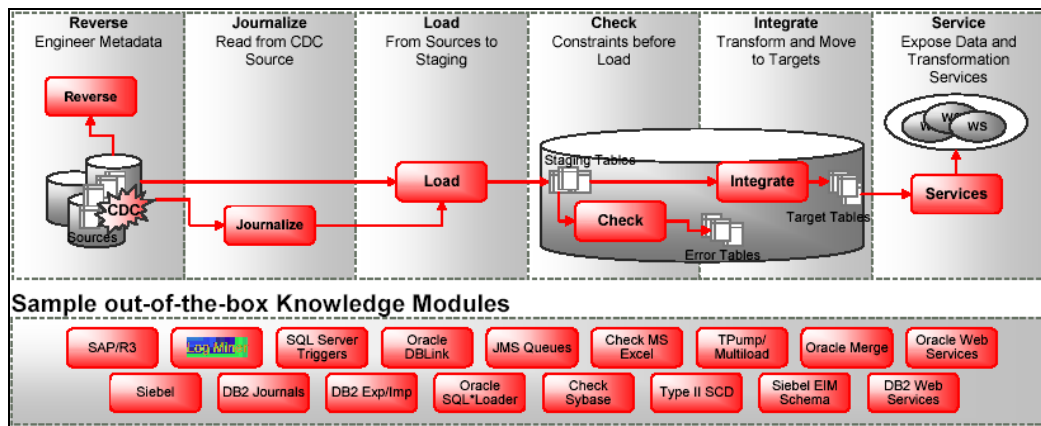 Reverse
Engineer Metadata
Journalize
Read from CDC
Source
Load
From Sources to
Staging
Check
Constraints before
Load
Integrate
Transform and Move
to Targets
Service
Expose Data and
Transformation
Services
Reverse
CDC
Sources
Journalize
Load
Staging Tables
Check
Error Tables
Integrate
Target Tables
WS
WS
Services
Sample out-of-the-box Knowledge Modules
SAP/R3
SQL Server
Triggers
Oracle
DBLink
JMS Queues
Check MS
Excel
TPump/
Multiload
Oracle Merge
Oracle Web
Services
Siebel
DB2 Journals
DB2 Exp/Imp
Oracle
SQL*Loader
Check
Sybase
Type II SCD
Siebel EIM
Schema
DB2 Web
Services